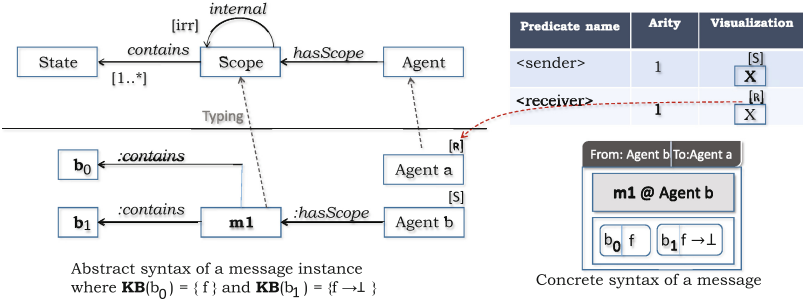 internal
[irr]
contains
hasScope
State
Scope
Agent
[1..*]
Typing
:contains
b0
[R]
Agent a
[S]
:contains
:hasScope
b1
m1
Agent b
Abstract syntax of a message instance
where KB(b0) = { f } and KB(b1) = {f →⊥ }
Predicate name Arity Visualization
<sender> 1 [S] X
<receiver> 1 [R] X
From: Agent b To:Agent a
m1 @ Agent b
b0 f b1 f →⊥
Concrete syntax of a message